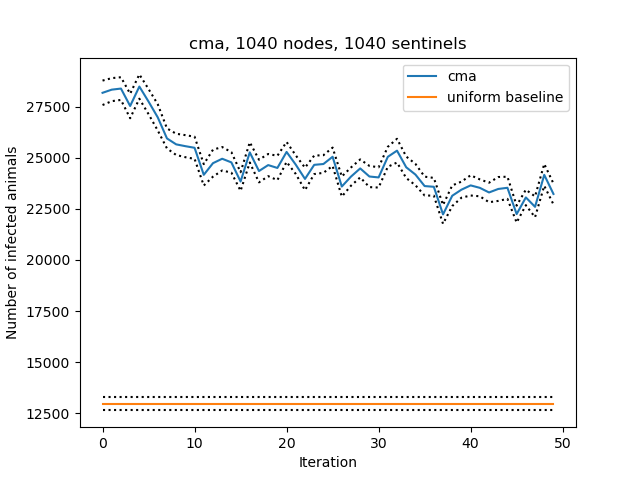 cma, 1040 nodes, 1040 sentinels
cma
uniform baseline
Number of infected animals
27500
25000
22500
20000
17500
15000
12500
0 10 20 30 40 50
Iteration